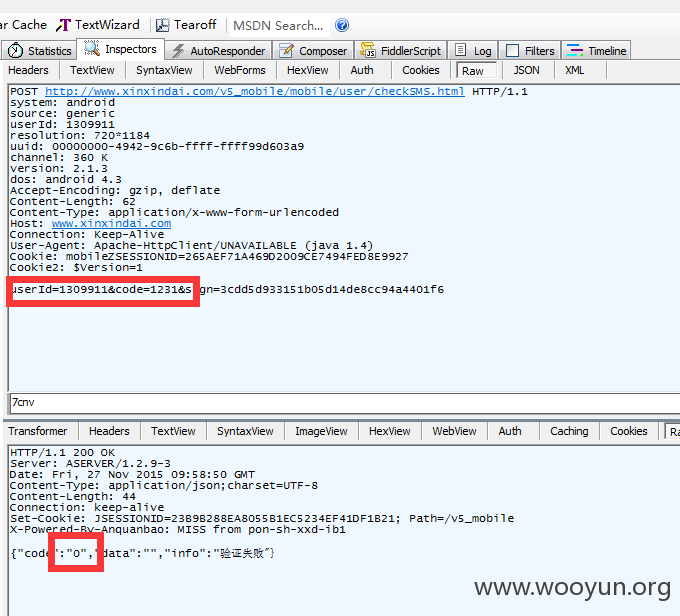 ar Cache TextWizard Tearoff MSDN Search...
Statistics Inspectors AutoResponder Composer FiddlerScript Log Filters Timeline
Headers TextView SyntaxView WebForms HexView Auth Cookies Raw JSON XML
POST http://www.xinxindai.com/v5_mobile/mobile/user/checkSMS.html HTTP/1.1
system: android
source: generic
userId: 1309911
resolution: 720*1184
uuid: 00000000-4942-9c6b-ffff-ffff99d603a9
channel: 360 K
version: 2.1.3
dos: android 4.3
Accept-Encoding: gzip, deflate
Content-Length: 62
Content-Type: application/x-www-form-urlencoded
Host: www.xinxindai.com
Connection: Keep-Alive
User-Agent: Apache-HttpClient/UNAVAILABLE (java 1.4)
Cookie: mobileZSESSIONID=265AEF71A469D2009CE7494FED8E9927
Cookie2: $Version=1
userId=1309911&code=1231&sign=3cdd5d933151b05d14de8cc94a4401f6
7cnv
Transformer Headers TextView SyntaxView ImageView HexView WebView Auth Caching Cookies Ra
HTTP/1.1 200 OK
Server: ASERVER/1.2.9-3
Date: Fri, 27 Nov 2015 09:58:50 GMT
Content-Type: application/json;charset=UTF-8
Content-Length: 44
Connection: keep-alive
Set-Cookie: JSESSIONID=23B9B288EA8055B1EC5234EF41DF1B21; Path=/v5_mobile
X-Powered-By-Anquanbao: MISS from pon-sh-xxd-ib1
{"code":"0","data":"","info":"验证失败"}
www.wooyun.org